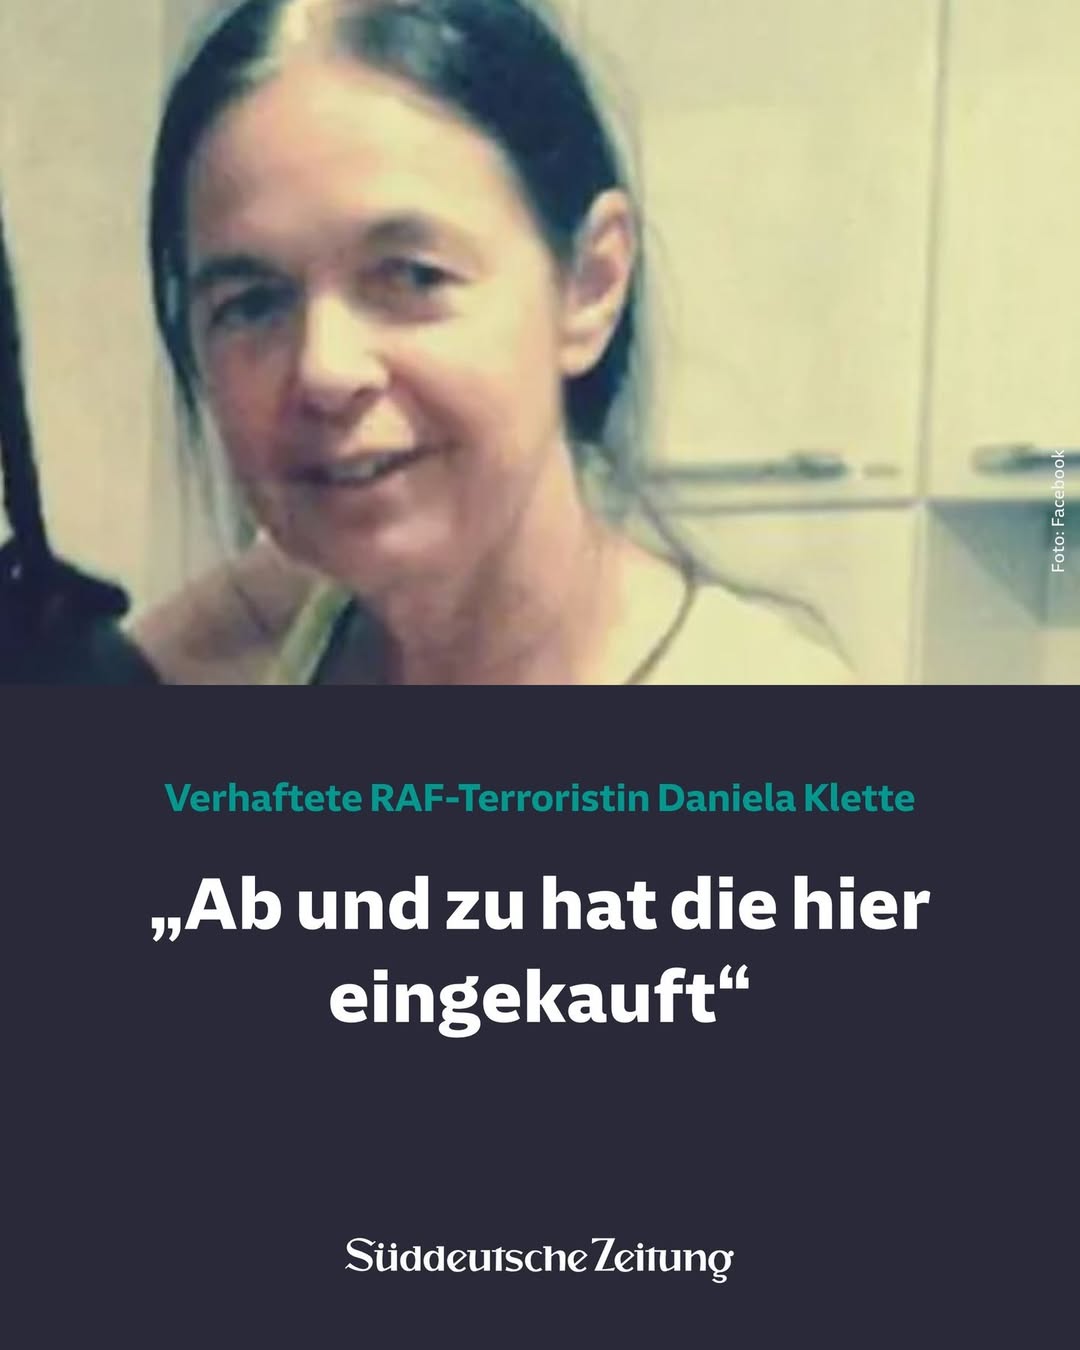 Foto: Facebook
Verhaftete RAF-Terroristin Daniela Klette
„Ab und zu hat die hier
eingekauft“
Süddeutsche Zeitung